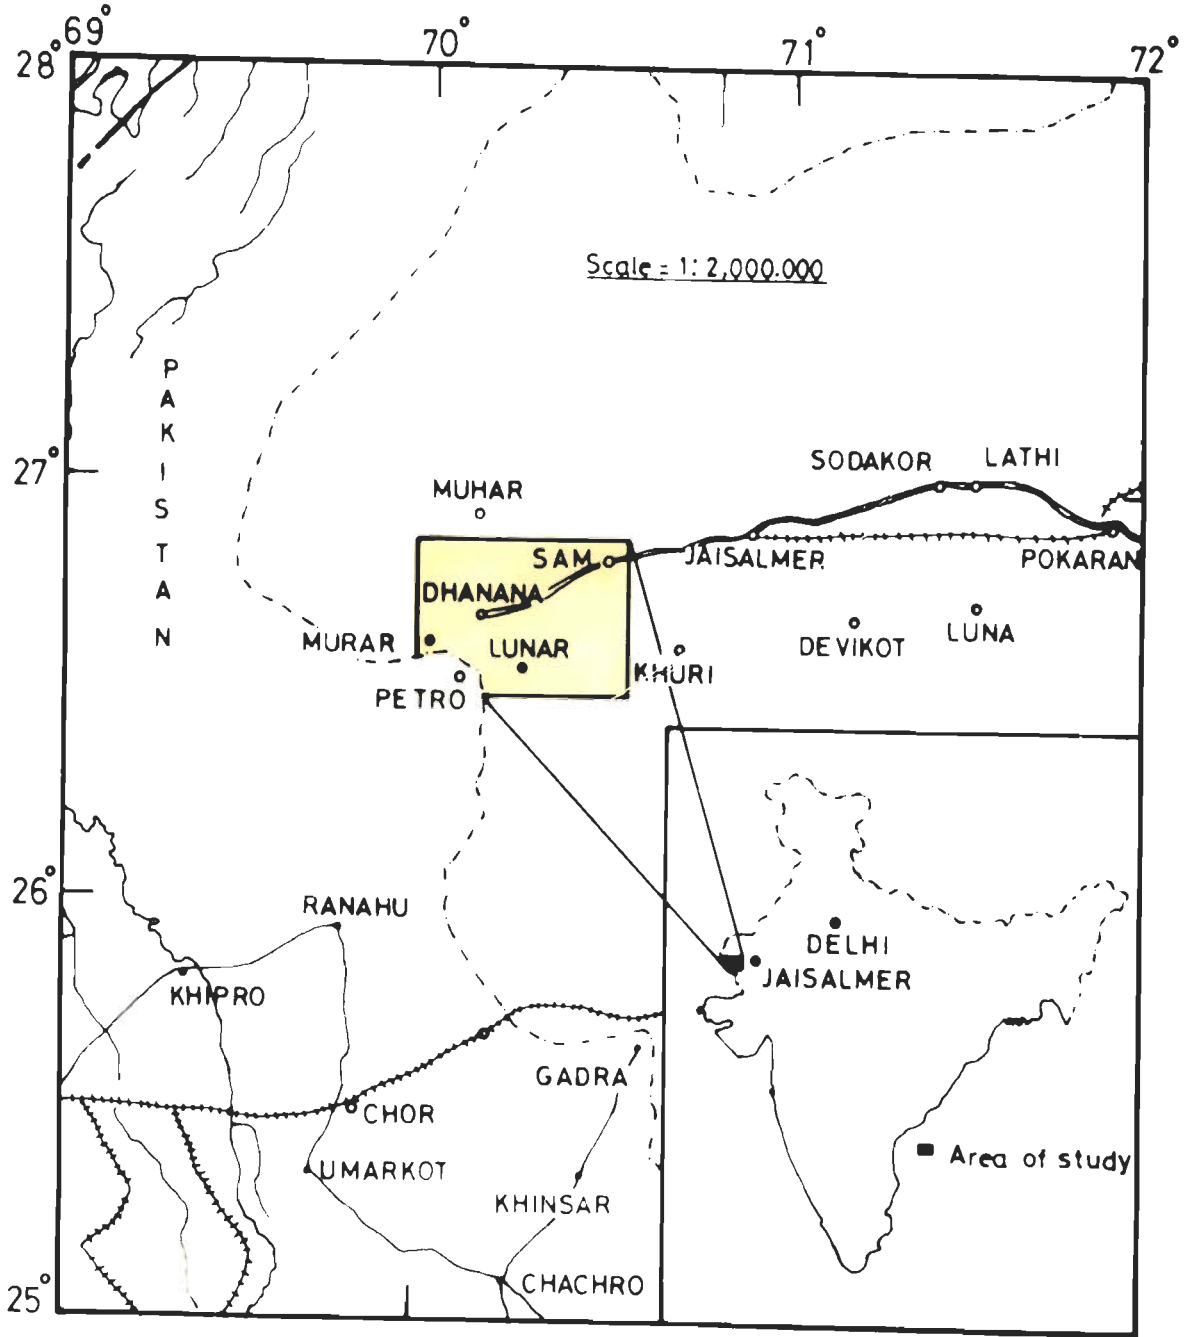 69°
70°
71°
72°
28°
Scale = 1: 2,000.000
PAKISTAN
27°
SODAKOR
LATHI
MUHAR
SAM
JAISALMER
POKARAN
DHANANA
MURAR
LUNAR
KHURI
DEVIKOT
LUNA
PETRO
26°
RANAHU
DELHI
JAISALMER
KHIPRO
GADRA
CHOR
Area of study
UMARKOT
KHINSAR
CHACHRO
25°